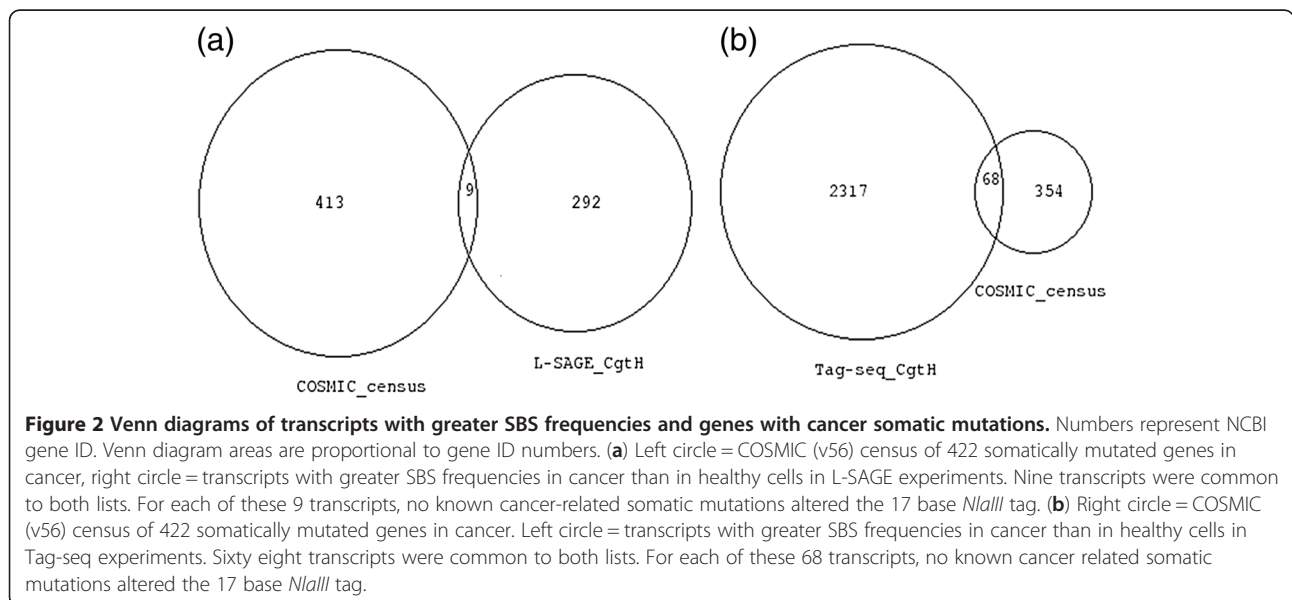 (a)
(b)
413
9
292
2317
68
354
COSMIC_census
L-SAGE_CgtH
COSMIC_census
Tag-seq_CgtH
Figure 2 Venn diagrams of transcripts with greater SBS frequencies and genes with cancer somatic mutations. Numbers represent NCBI
gene ID. Venn diagram areas are proportional to gene ID numbers. (a) Left circle = COSMIC (v56) census of 422 somatically mutated genes in
cancer, right circle = transcripts with greater SBS frequencies in cancer than in healthy cells in L-SAGE experiments. Nine transcripts were common
to both lists. For each of these 9 transcripts, no known cancer-related somatic mutations altered the 17 base NlaIII tag. (b) Right circle = COSMIC
(v56) census of 422 somatically mutated genes in cancer. Left circle = transcripts with greater SBS frequencies in cancer than in healthy cells in
Tag-seq experiments. Sixty eight transcripts were common to both lists. For each of these 68 transcripts, no known cancer related somatic
mutations altered the 17 base NlaIII tag.